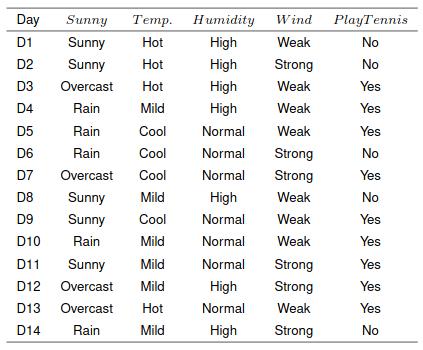 Day Sunny Temp. Humidity Wind PlayTennis
D1 Sunny Hot High Weak No
D2 Sunny Hot High Strong No
D3 Overcast Hot High Weak Yes
D4 Rain Mild High Weak Yes
D5 Rain Cool Normal Weak Yes
D6 Rain Cool Normal Strong No
D7 Overcast Cool Normal Strong Yes
D8 Sunny Mild High Weak No
D9 Sunny Cool Normal Weak Yes
D10 Rain Mild Normal Weak Yes
D11 Sunny Mild Normal Strong Yes
D12 Overcast Mild High Strong Yes
D13 Overcast Hot Normal Weak Yes
D14 Rain Mild High Strong No